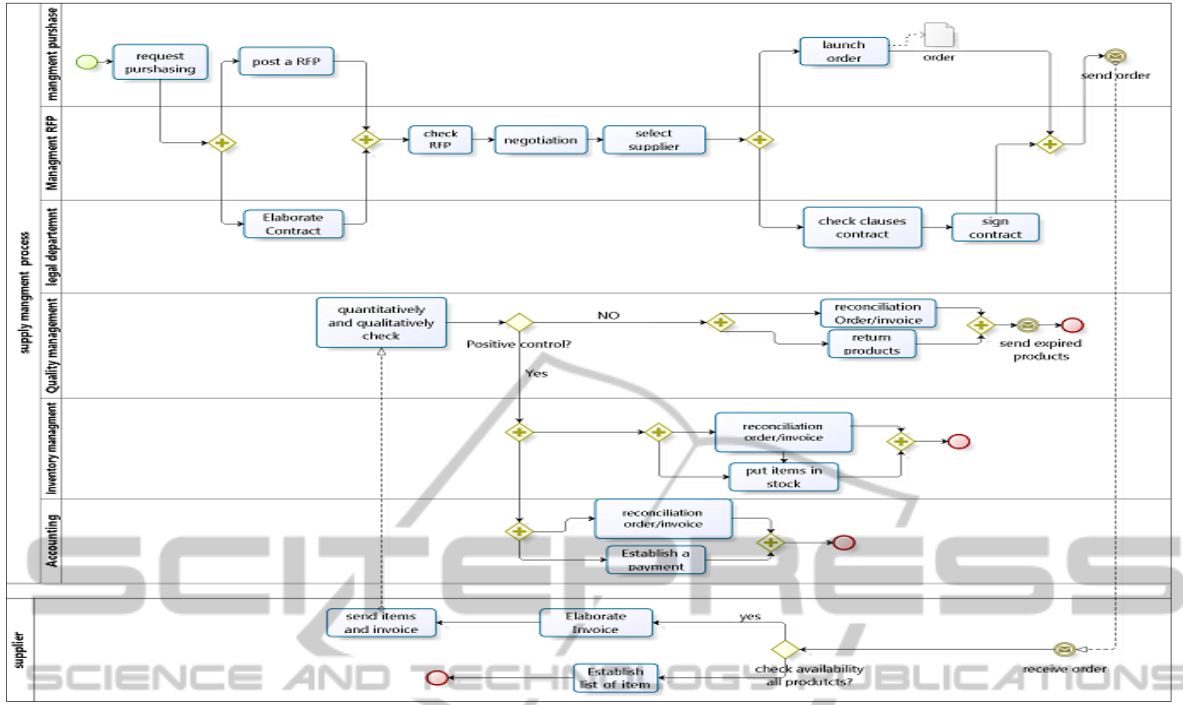 supply mangment process
mangment purshase
request
purshasing
post a RFP
launch
order
order
send order
Managment RFP
check
RFP
negotiation
select
supplier
legal departemnt
Elaborate
Contract
check clauses
contract
sign
contract
Quality management
quantitatively
and qualitatively
check
Positive control?
NO
Yes
reconciliation
Order/invoice
return
products
send expired
products
Inventory managment
reconciliation
order/invoice
put items in
stock
Accounting
reconciliation
order/invoice
Establish a
payment
SCITEPRESS
supplier
send items
and invoice
Elaborate
Invoice
yes
check availability
all produtcts?
receive order
Establish
list of item
SCIENCE AND TECHNOLOGY PUBLICATIONS